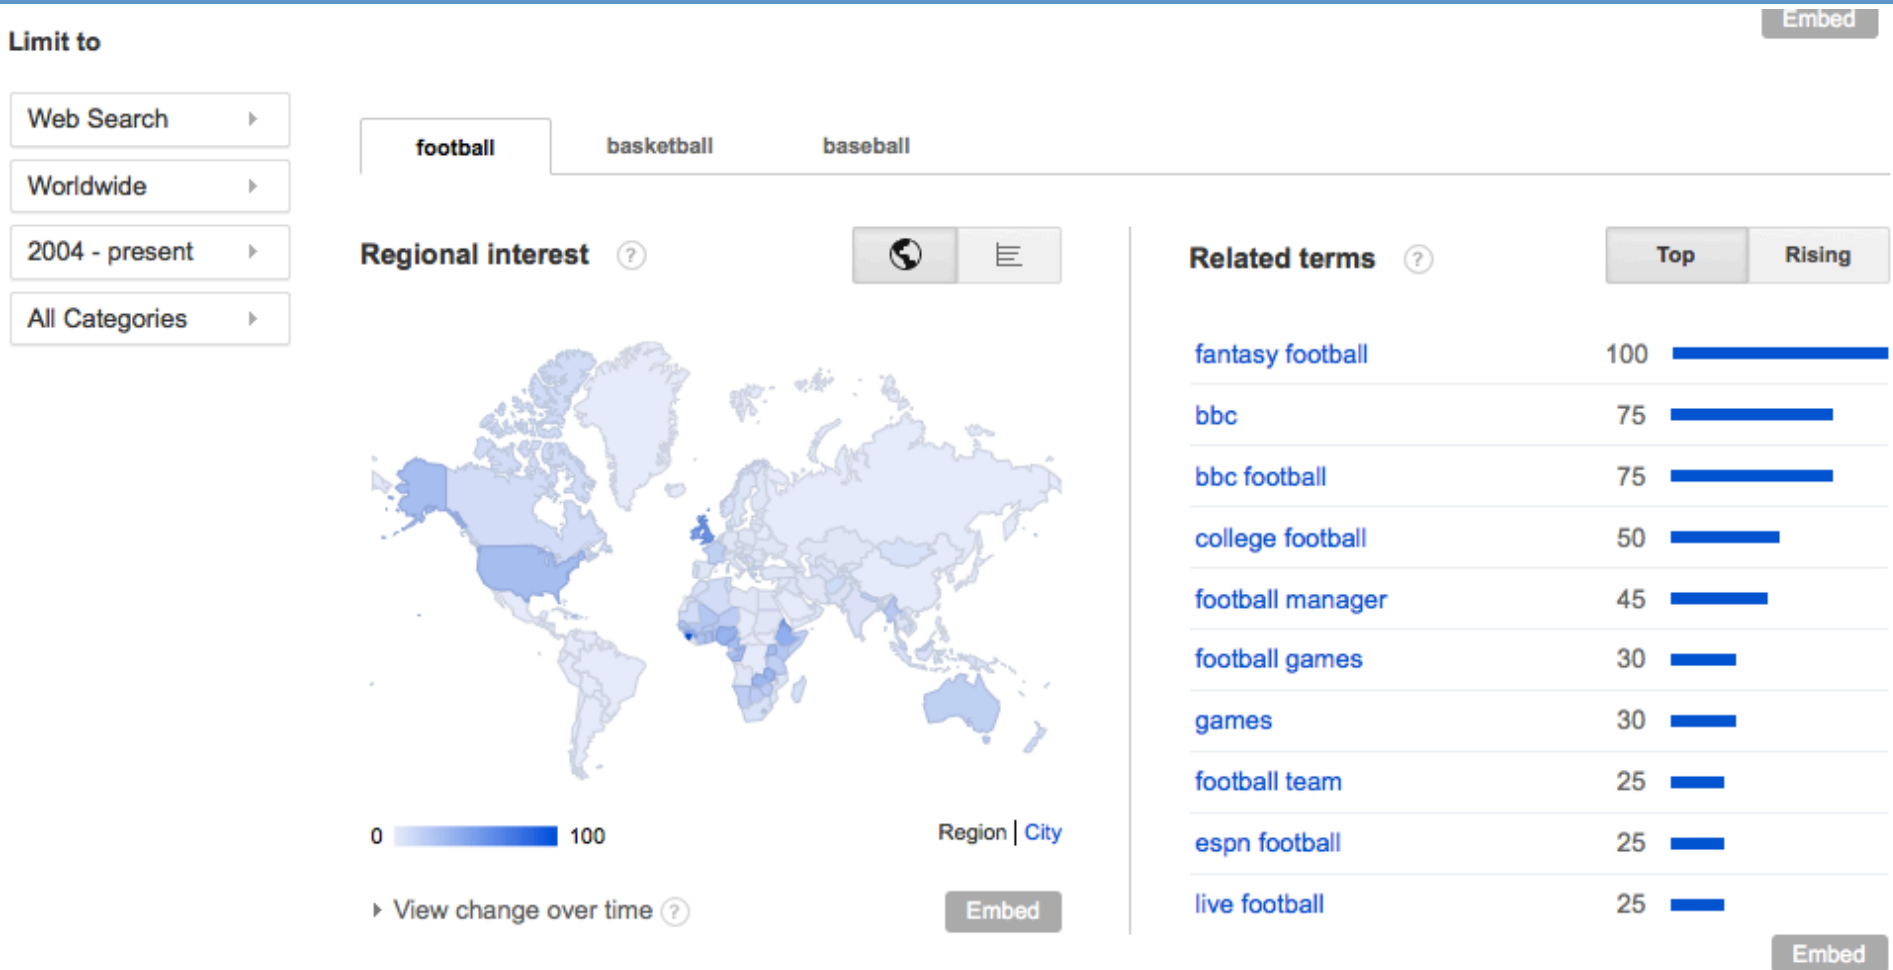 Embed
Limit to
Web Search
Worldwide
2004 - present
All Categories
football basketball baseball
Regional interest ?
0 100
Region | City
View change over time ?
Embed
Related terms ?
Top Rising
fantasy football 100
bbc 75
bbc football 75
college football 50
football manager 45
football games 30
games 30
football team 25
espn football 25
live football 25
Embed